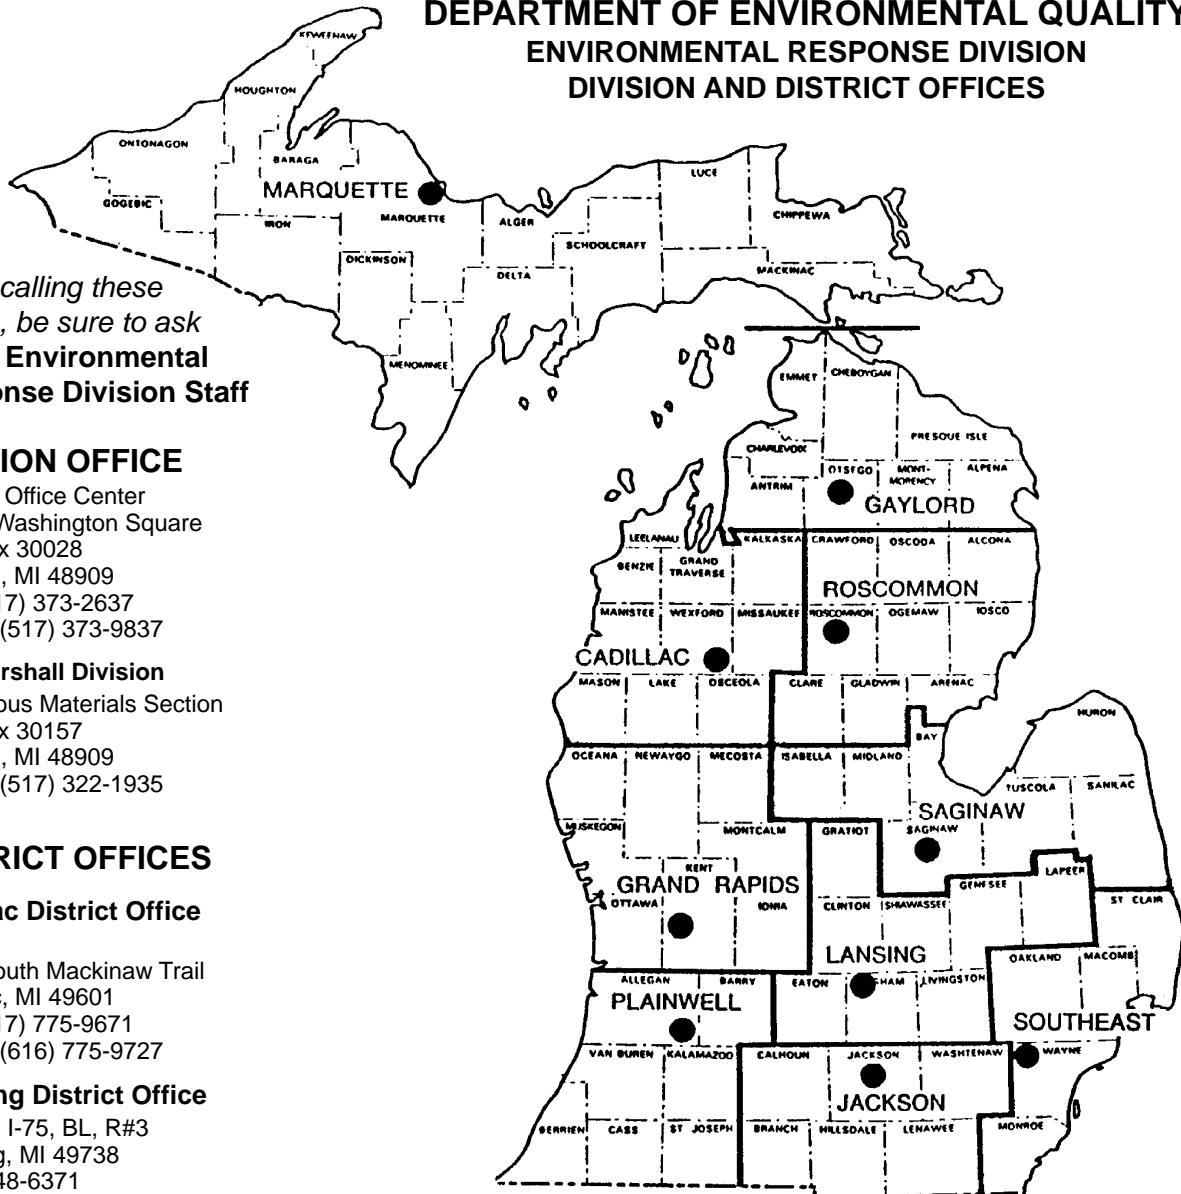 DEPARTMENT OF ENVIRONMENTAL QUALITY
ENVIRONMENTAL RESPONSE DIVISION
DIVISION AND DISTRICT OFFICES
calling these
, be sure to ask
Environmental
onse Division Staff
ION OFFICE
Office Center
Washington Square
x 30028
, MI 48909
17) 373-2637
(517) 373-9837
rshall Division
ous Materials Section
x 30157
, MI 48909
(517) 322-1935
RICT OFFICES
ac District Office
outh Mackinaw Trail
c, MI 49601
17) 775-9671
(616) 775-9727
ng District Office
I-75, BL, R#3
g, MI 49738
48-6371
KEWEENAW
HOUGHTON
ONTONAGON
BARAGA
MARQUETTE
GOGEBIC
IRON
MARQUETTE
ALGER
LUCE
CHIPPEWA
SCHOOLCRAFT
DICKINSON
DELTA
MACKINAC
MENOMINEE
EMMET
CHEBOYGAN
PRESQUE ISLE
CHARLEVOIX
ANTRIM
OTSEGO
MONT-
MORENCY
ALPENA
GAYLORD
LEELANAU
KALKASKA
CRAWFORD
OSCODA
ALCONA
BENZIE
GRAND
TRAVERSE
ROSCOMMON
MANISTEE
WEXFORD
MISSAUKEE
ROSCOMMON
OGEMAW
IOSCO
CADILLAC
MASON
LAKE
OSCEOLA
CLARE
GLADWIN
ARENAC
HURON
BAY
OCEANA
NEWAYGO
MECOSTA
ISABELLA
MIDLAND
TUSCOLA
SANILAC
SAGINAW
MUSKEGON
MONTCALM
GRATIOT
SAGINAW
KENT
GRAND RAPIDS
GENESEE
LAPEER
OTTAWA
IONIA
CLINTON
SHIAWASSEE
ST CLAIR
LANSING
OAKLAND
MACOMB
ALLEGAN
BARRY
EATON
HAM
LIVINGSTON
PLAINWELL
SOUTHEAST
VAN BUREN
KALAMAZOO
CALHOUN
JACKSON
WASHTENAW
WAYNE
JACKSON
BERRIEN
CASS
ST JOSEPH
BRANCH
HILLSDALE
LENAWEE
MONROE